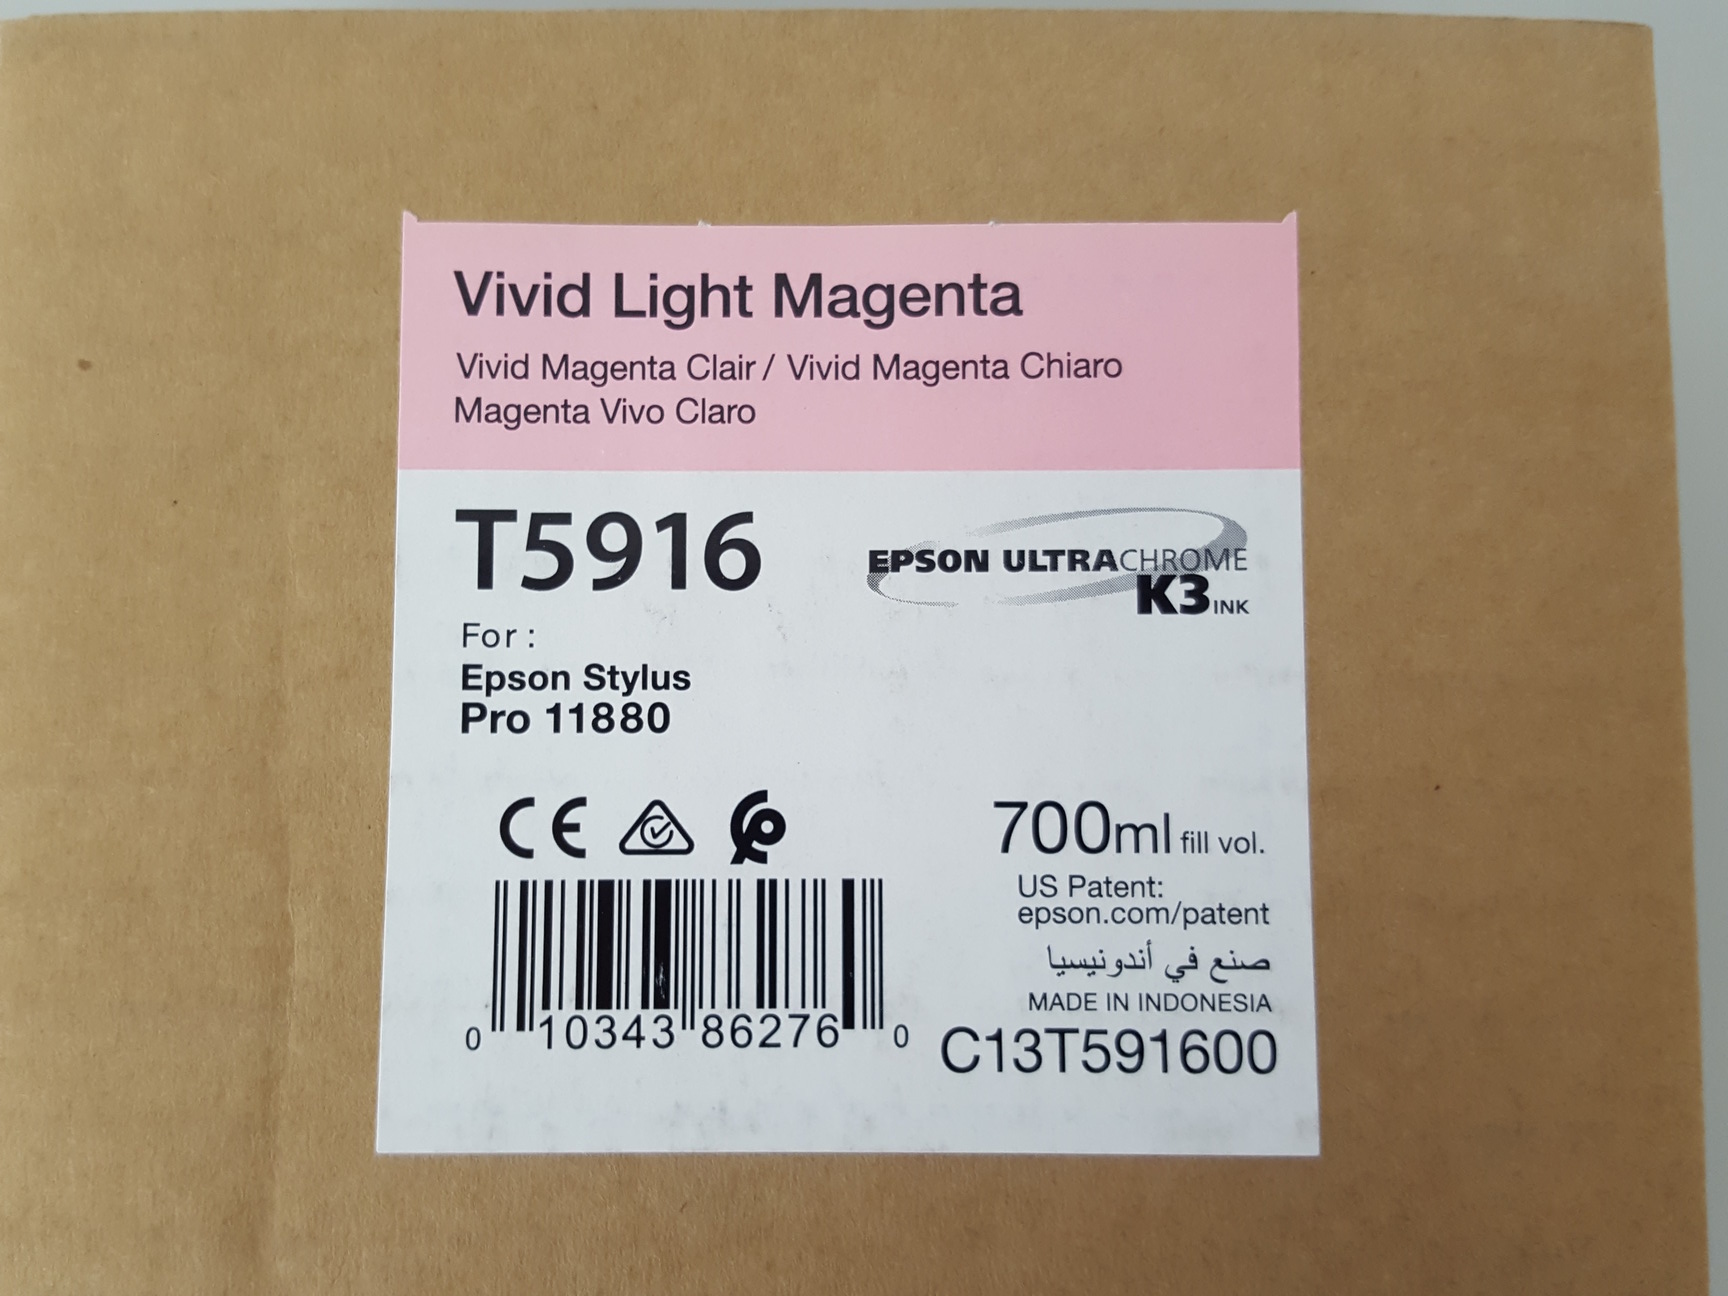 Vivid Light Magenta
Vivid Magenta Clair / Vivid Magenta Chiaro
Magenta Vivo Claro
T5916
EPSON ULTRACHROME
K3 INK
For :
Epson Stylus
Pro 11880
CE
700ml fill vol.
US Patent:
epson.com/patent
صنع في أندونيسيا
MADE IN INDONESIA
0 10343 86276 0
C13T591600